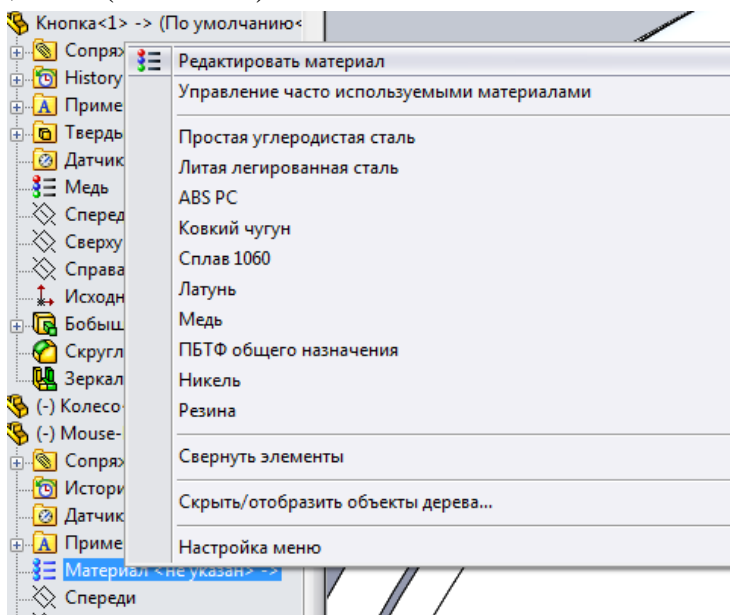 Кнопка<1> -> (По умолчанию<
Сопряж
History
Приме
Тверды
Датчик
Медь
Сперед
Сверху
Справа
Исходн
Бобыш
Скругл
Зеркал
(-) Колесо
(-) Mouse-
Сопряж
Истори
Датчик
Приме
Материал <не указан> ->
Спереди
Редактировать материал
Управление часто используемыми материалами
Простая углеродистая сталь
Литая легированная сталь
ABS PC
Ковкий чугун
Сплав 1060
Латунь
Медь
ПБТФ общего назначения
Никель
Резина
Свернуть элементы
Скрыть/отобразить объекты дерева...
Настройка меню